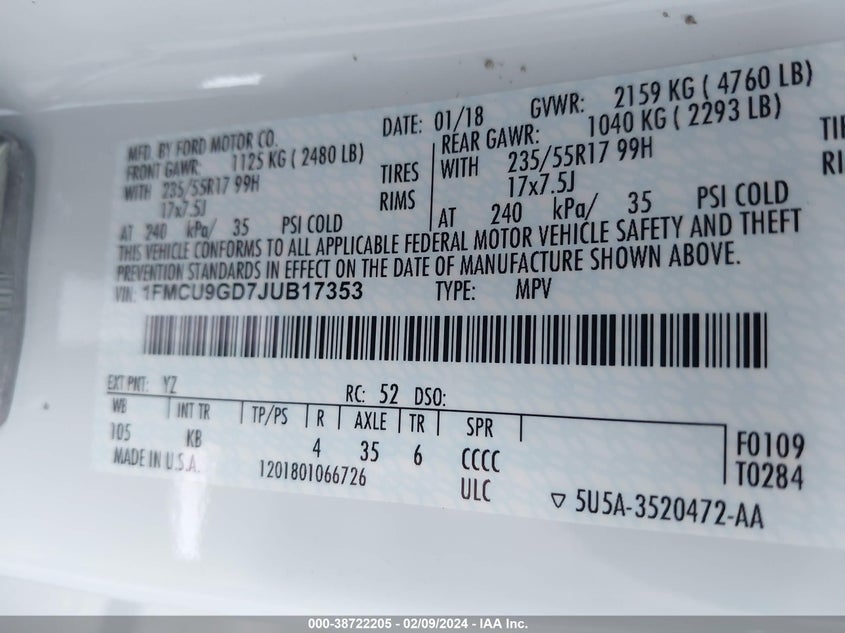 MFD. BY FORD MOTOR CO. DATE: 01/18 GVWR: 2159 KG ( 4760 LB)
FRONT GAWR: 1125 KG ( 2480 LB) REAR GAWR: 1040 KG ( 2293 LB)
WITH 235/55R17 99H TIRES WITH 235/55R17 99H
17x7.5J RIMS 17x7.5J
AT 240 kPa/ 35 PSI COLD AT 240 kPa/ 35 PSI COLD
THIS VEHICLE CONFORMS TO ALL APPLICABLE FEDERAL MOTOR VEHICLE SAFETY AND THEFT
PREVENTION STANDARDS IN EFFECT ON THE DATE OF MANUFACTURE SHOWN ABOVE.
VIN: 1FMCU9GD7JUB17353 TYPE: MPV
EXT PNT: YZ RC: 52 DSO:
WB INT TR TP/PS R AXLE TR SPR
105 KB 4 35 6 CCCC F0109
MADE IN U.S.A. 1201801066726 ULC T0284
▽ 5U5A-3520472-AA
000-38722205 - 02/09/2024 - IAA Inc.